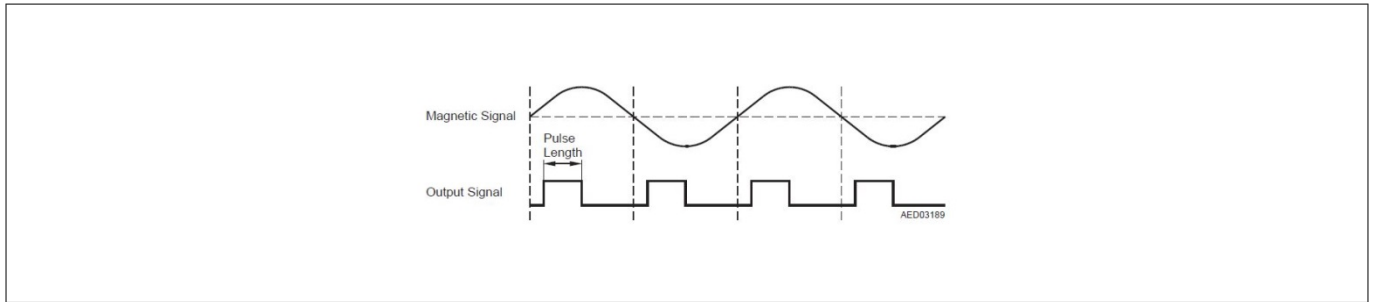 Magnetic Signal
Pulse
Length
Output Signal
AED03189